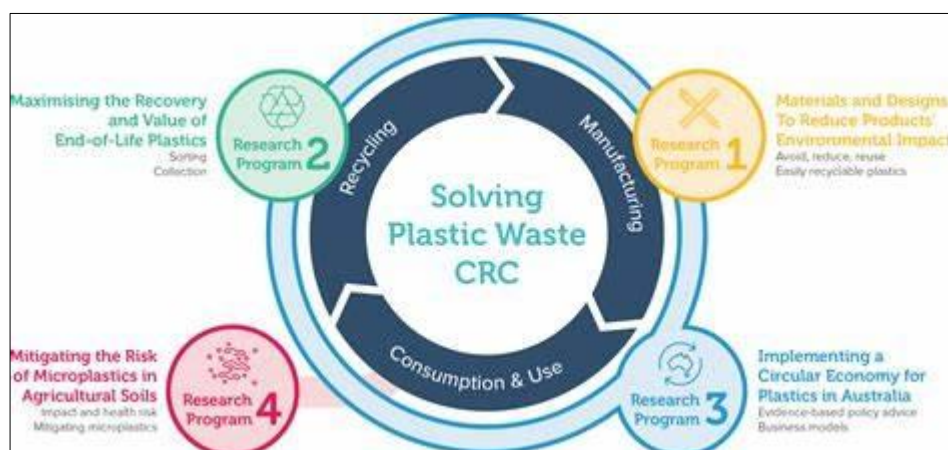 Maximising the Recovery
and Value of
End-of-Life Plastics
Sorting
Collection
Research
Program 2
Recycling
Manufacturing
Research
Program 1
Materials and Designs
To Reduce Products'
Environmental Impact
Avoid, reduce, reuse
Easily recyclable plastics
Solving
Plastic Waste
CRC
Consumption & Use
Mitigating the Risk
of Microplastics in
Agricultural Soils
Impact and health risk
Mitigating microplastics
Research
Program 4
Research
Program 3
Implementing a
Circular Economy for
Plastics in Australia
Evidence-based policy advice
Business models